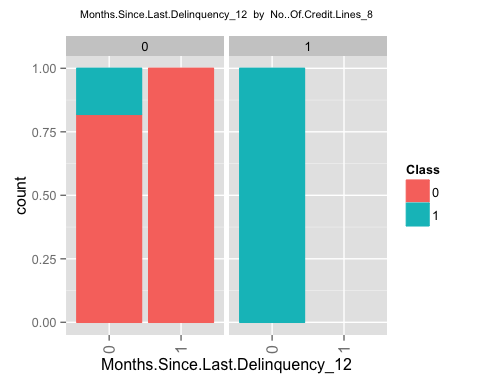 Months.Since.Last.Delinquency_12 by No..Of.Credit.Lines_8
0 1
1.00
0.75
0.50
0.25
0.00
count
0 1 0 1
Months.Since.Last.Delinquency_12
Class
0
1